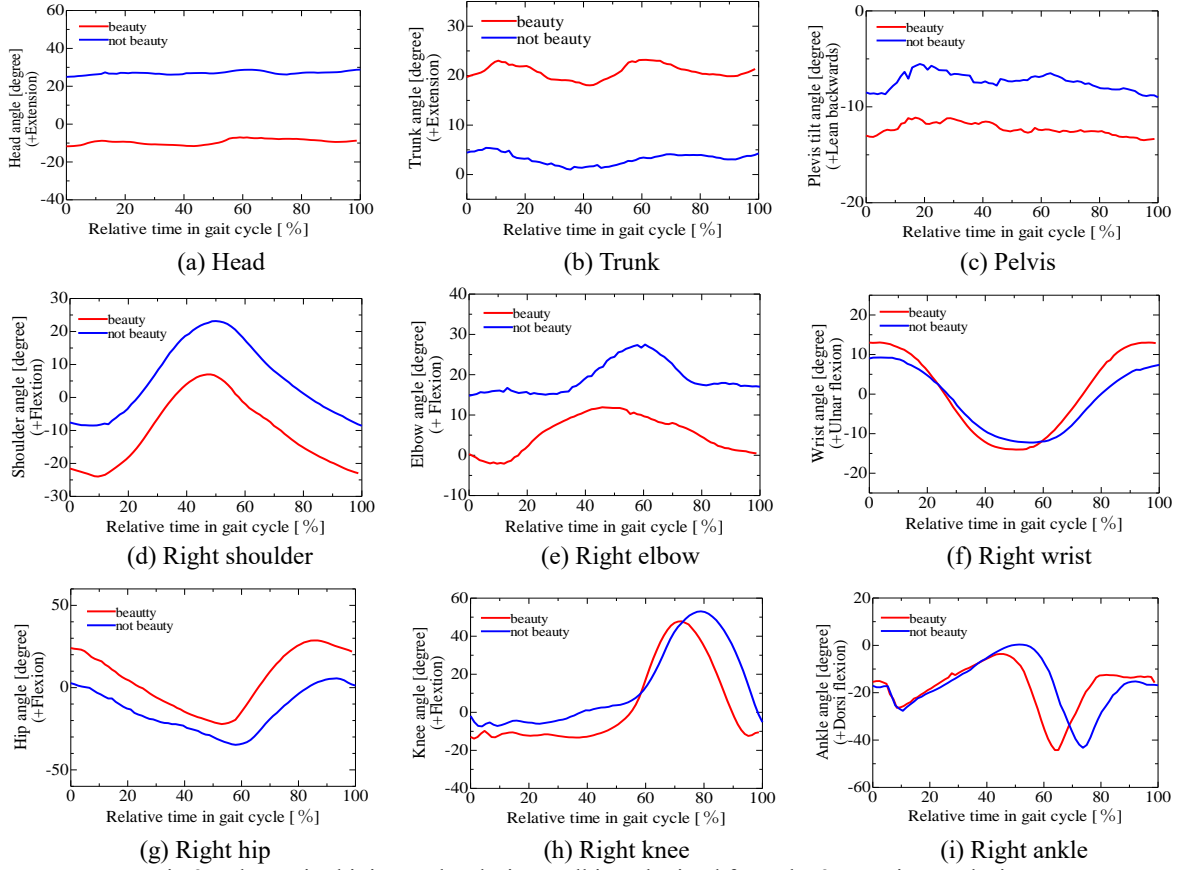 Head angle [degree]
(+Extension)
60
40
20
0
-20
-40
beauty
not beauty
0 20 40 60 80 100
Relative time in gait cycle [%]
(a) Head
Trunk angle [degree]
(+Extension)
30
20
10
0
beauty
not beauty
0 20 40 60 80 100
Relative time in gait cycle [%]
(b) Trunk
Plevis tilt angle [degree]
(+Lean backwards)
0
-10
-20
beauty
not beauty
0 20 40 60 80 100
Relative time in gait cycle [%]
(c) Pelvis
Shoulder angle [degree]
(+Flextion)
30
20
10
0
-10
-20
-30
beauty
not beauty
0 20 40 60 80 100
Relative time in gait cycle [%]
(d) Right shoulder
Elbow angle [degree]
(+ Flexion)
40
30
20
10
0
-10
beauty
not beauty
0 20 40 60 80 100
Relative time in gait cycle [%]
(e) Right elbow
Wrist angle [degree]
(+Ulnar flexion)
20
10
0
-10
-20
beauty
not beauty
0 20 40 60 80 100
Relative time in gait cycle [%]
(f) Right wrist
Hip angle [degree]
(+Flexion)
50
0
-50
beautty
not beauty
0 20 40 60 80 100
Relative time in gait cycle [%]
(g) Right hip
Knee angle [degree]
(+Flextion)
60
40
20
0
-20
-40
beauty
not beauty
0 20 40 60 80 100
Relative time in gait cycle [%]
(h) Right knee
Ankle angle [degree]
(+Dorsi flexion)
20
0
-20
-40
-60
beauty
not beauty
0 20 40 60 80 100
Relative time in gait cycle [%]
(i) Right ankle